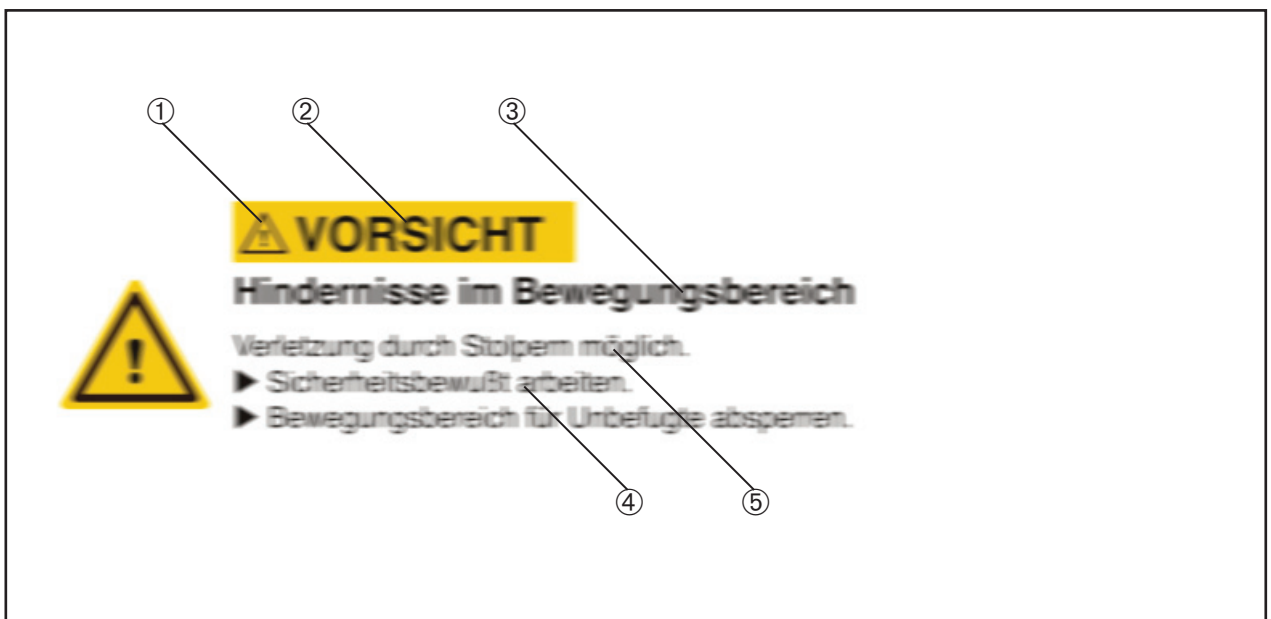 ① ② ③
VORSICHT
Hindernisse im Bewegungsbereich
Verletzung durch Stolpern möglich.
▶ Sicherheitsbewußt arbeiten.
▶ Bewegungsbereich für Unbefugte absperren.
④ ⑤